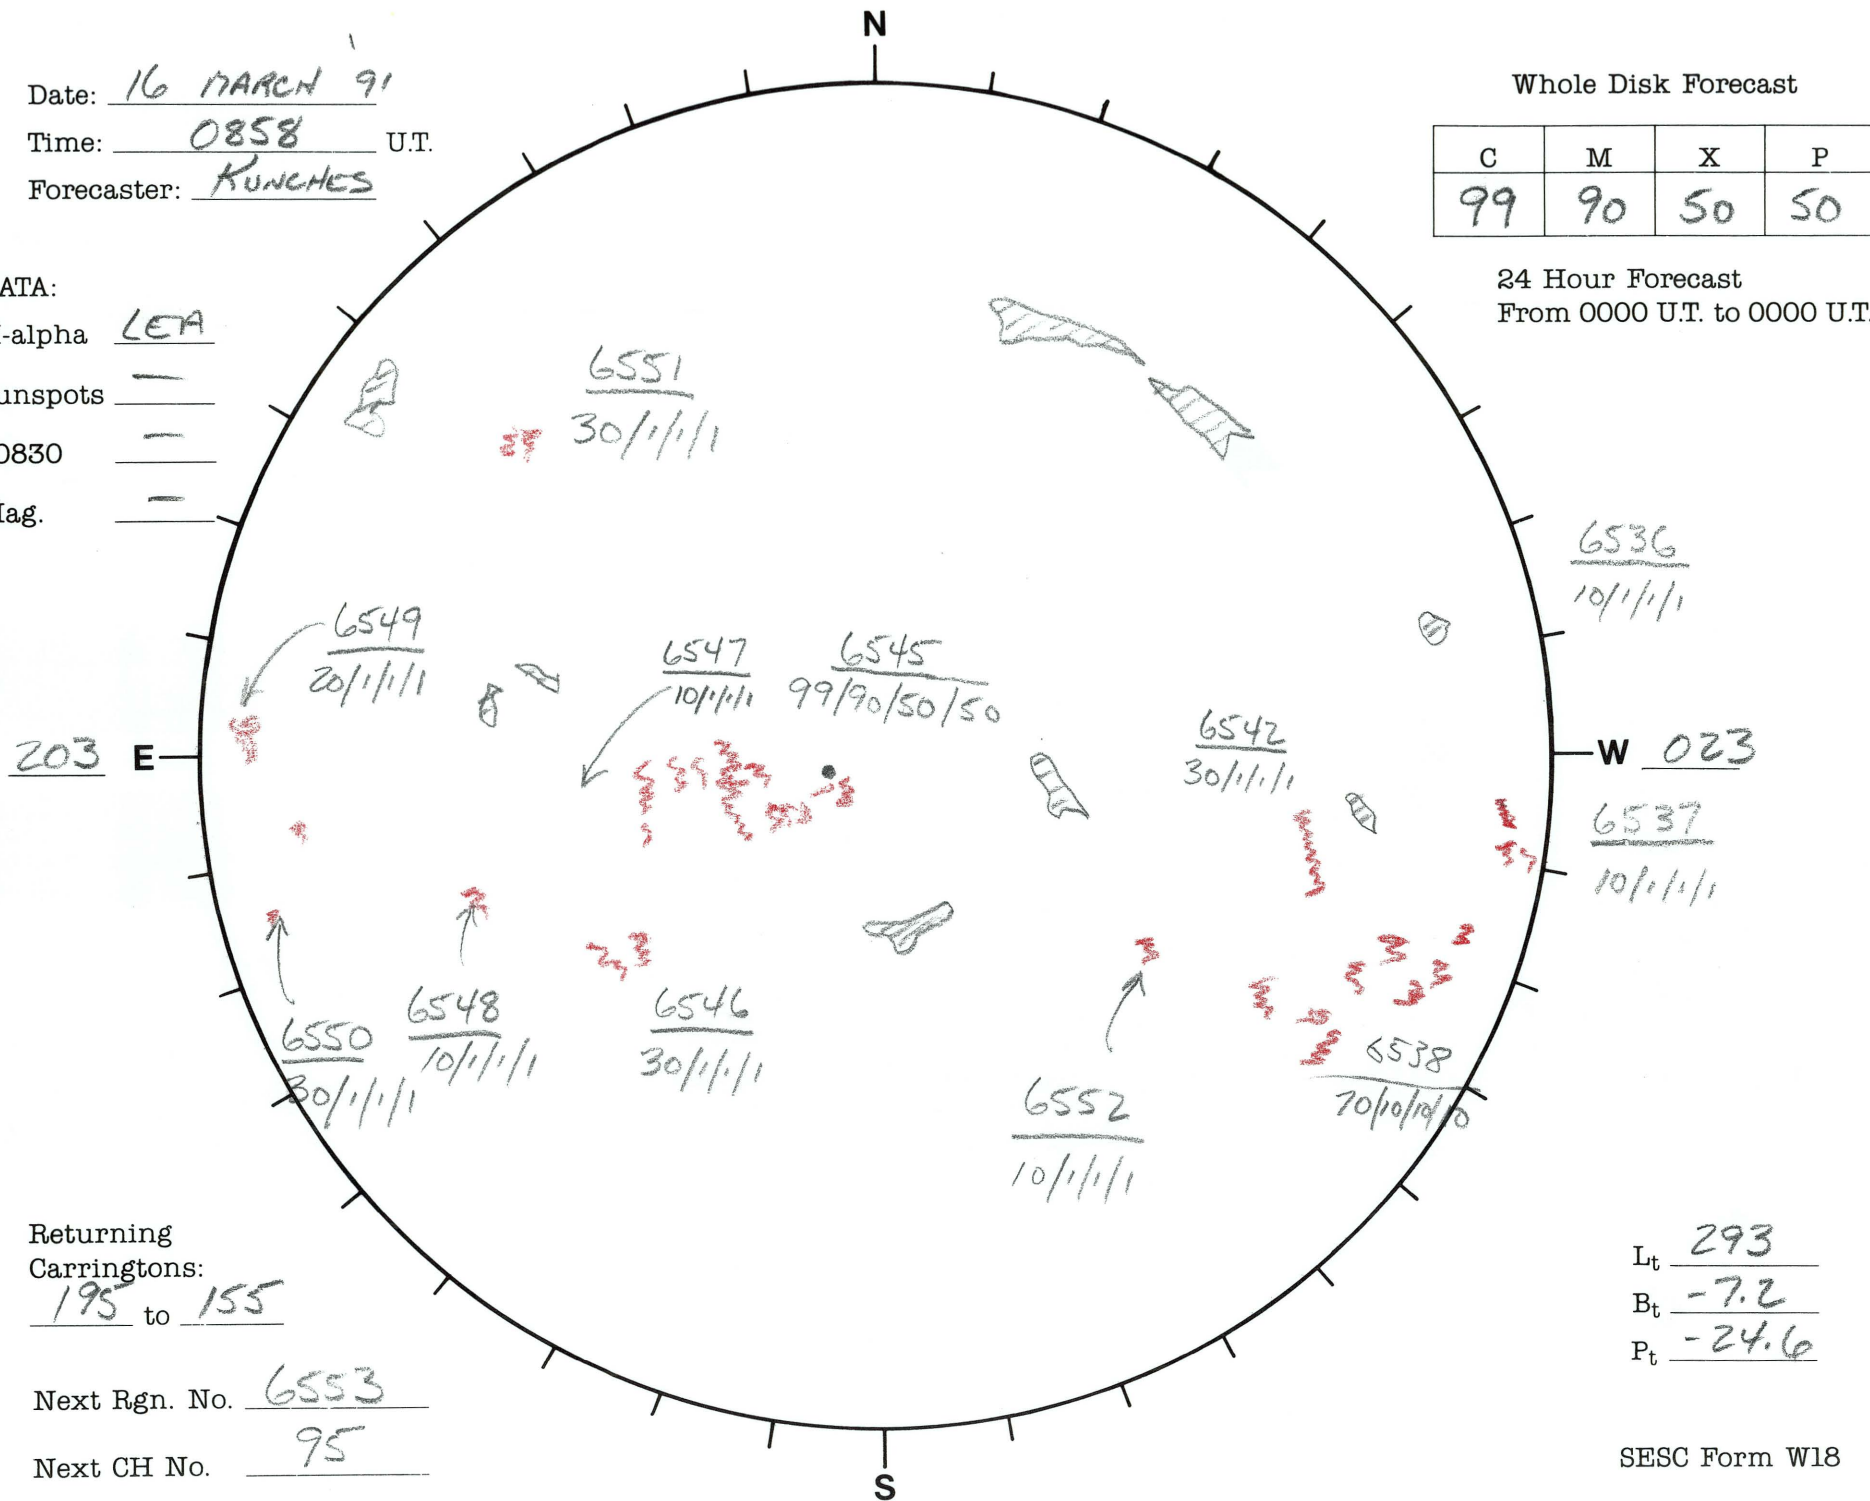 N
Date: 16 MARCH '91
Time: 0858 U.T.
Forecaster: KUNCHES
Whole Disk Forecast
C M X P
99 90 50 50
24 Hour Forecast
From 0000 U.T. to 0000 U.T.
ATA:
-alpha LEA
unspots —
0830 —
ag. —
6551
30/1/1/1
6536
10/1/1/1
6549
20/1/1/1
6547
10/1/1/1
6545
99/90/50/50
6542
30/1/1/1
203 E
W 023
6537
10/1/1/1
6550
30/1/1/1
6548
10/1/1/1
6546
30/1/1/1
6552
10/1/1/1
6538
70/10/10/10
Returning
Carringtons:
195 to 155
Next Rgn. No. 6553
Next CH No. 95
Lt 293
Bt -7.2
Pt -24.6
SESC Form W18
S